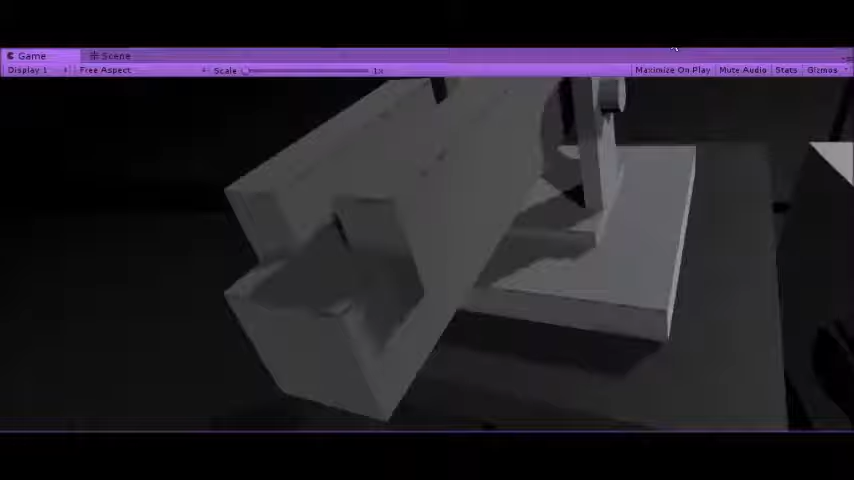 Game Scene
Display 1 Free Aspect Scale 1x Maximize On Play Mute Audio Stats Gizmos